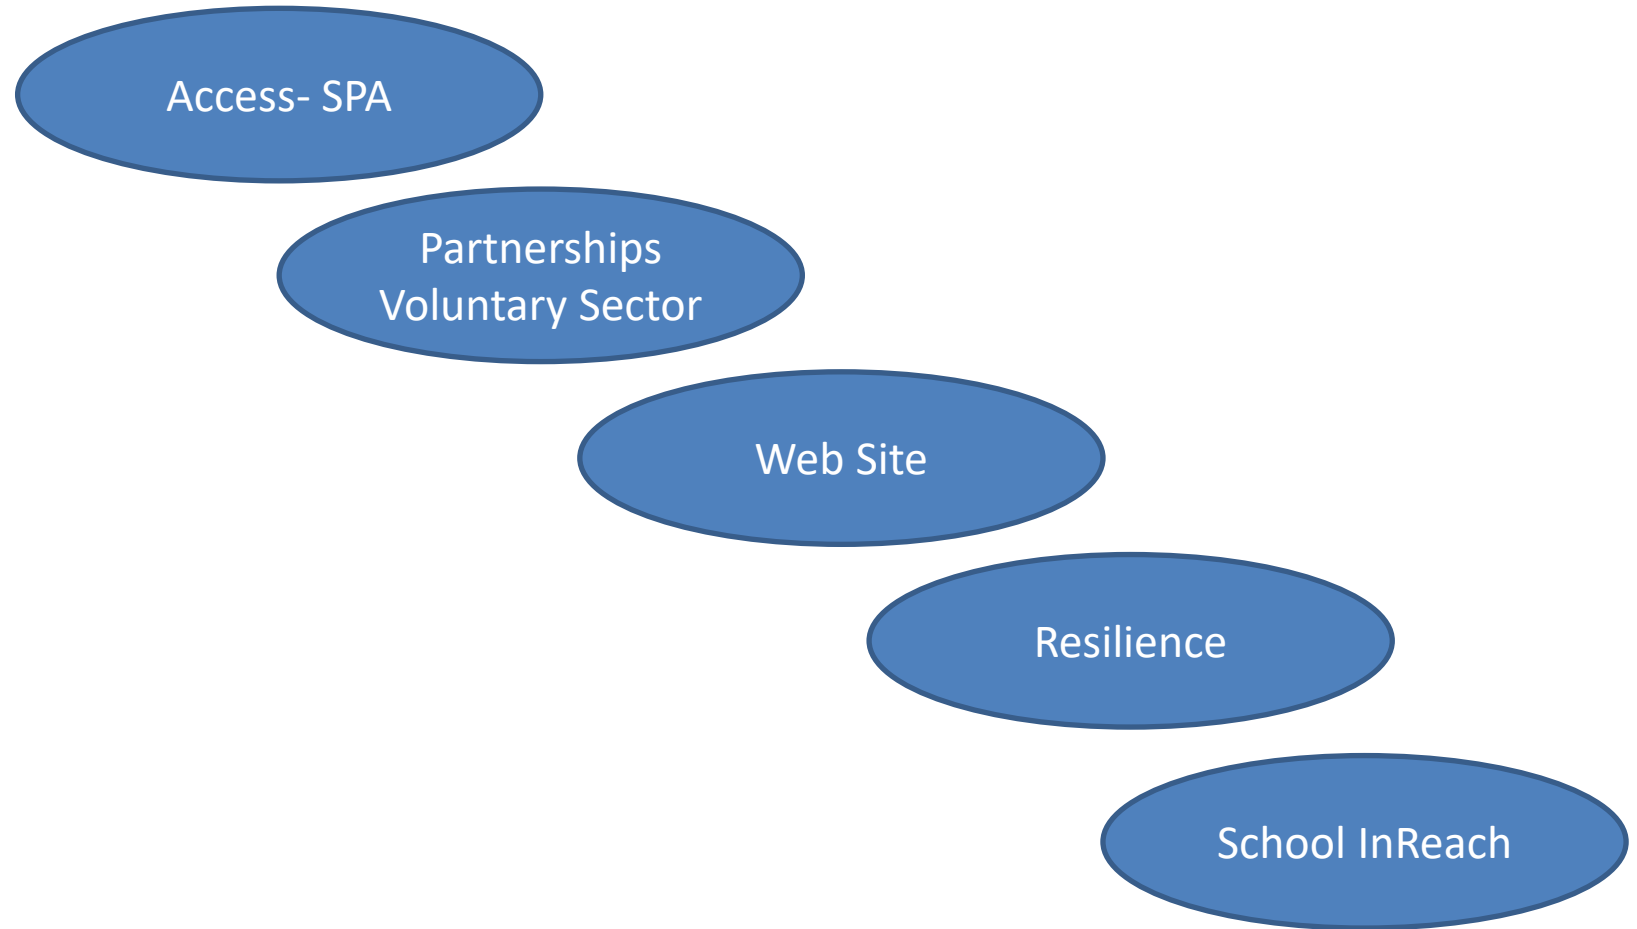 Access- SPA
Partnerships
Voluntary Sector
Web Site
Resilience
School InReach